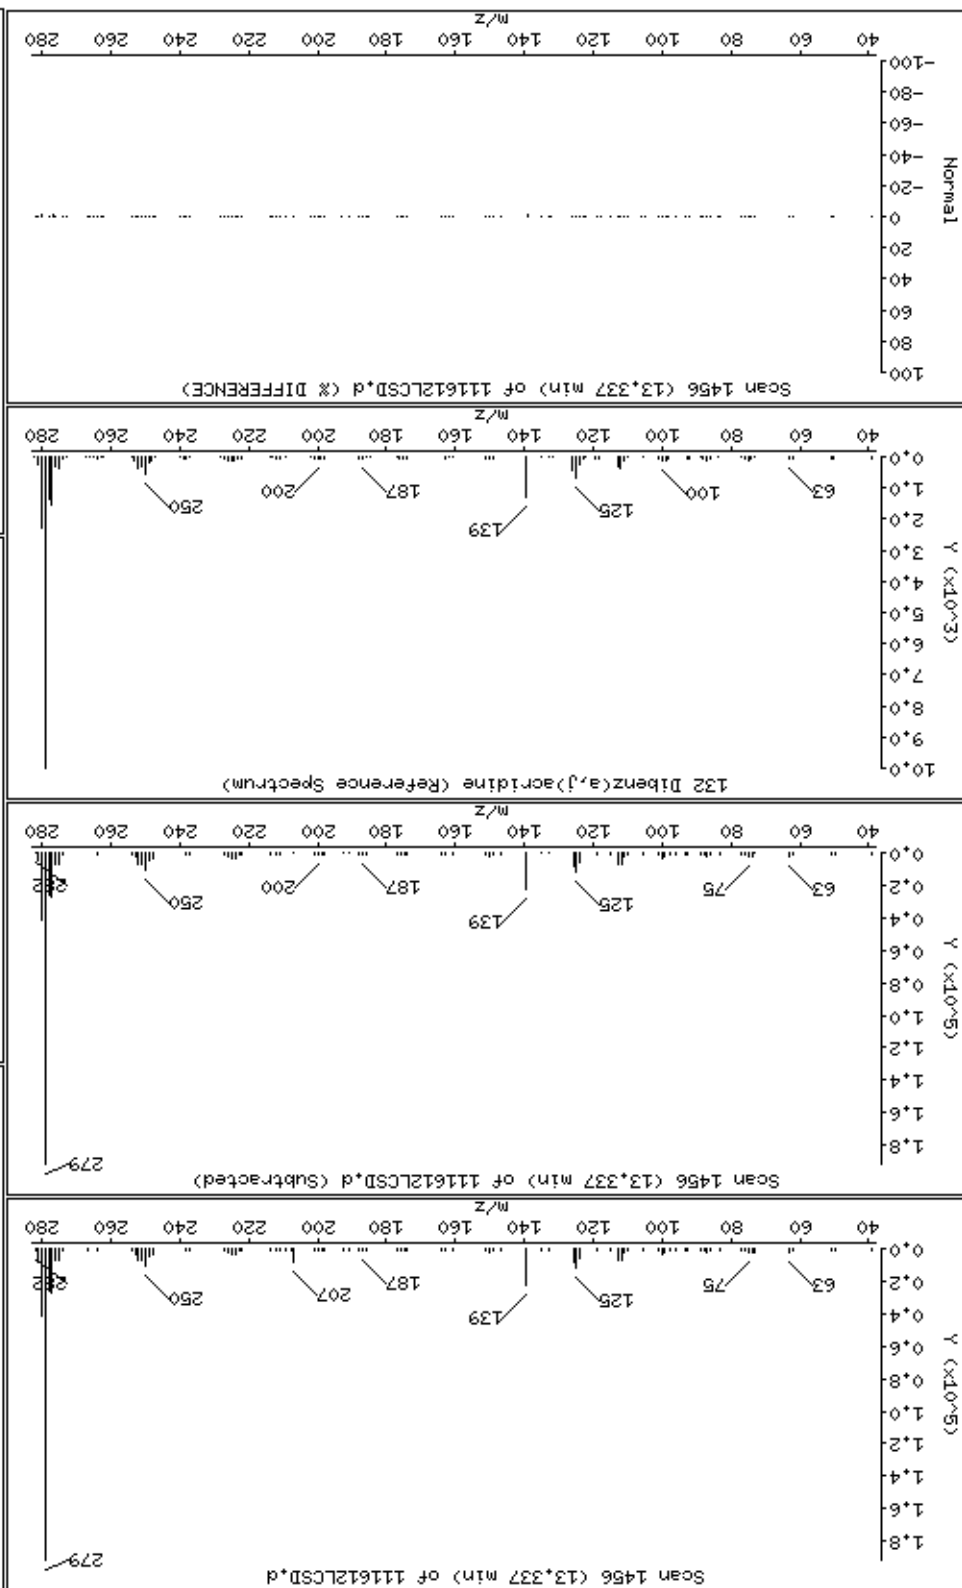 Scan 1456 (13.337 min) of 111612LCSD.d
279
Y (x10^5)
1.8
1.6
1.4
1.2
1.0
0.8
0.6
0.4
0.2
0.0
63 75 125 139 187 207 250
40 60 80 100 120 140 160 180 200 220 240 260 280
m/z
Scan 1456 (13.337 min) of 111612LCSD.d (Subtracted)
279
Y (x10^5)
1.8
1.6
1.4
1.2
1.0
0.8
0.6
0.4
0.2
0.0
63 75 125 139 187 200 250
40 60 80 100 120 140 160 180 200 220 240 260 280
m/z
132 Dibenz(a,j)acridine (Reference Spectrum)
Y (x10^3)
10.0
9.0
8.0
7.0
6.0
5.0
4.0
3.0
2.0
1.0
0.0
63 100 125 139 187 200 250
40 60 80 100 120 140 160 180 200 220 240 260 280
m/z
Scan 1456 (13.337 min) of 111612LCSD.d (% DIFFERENCE)
Normal
100
80
60
40
20
0
-20
-40
-60
-80
-100
40 60 80 100 120 140 160 180 200 220 240 260 280
m/z